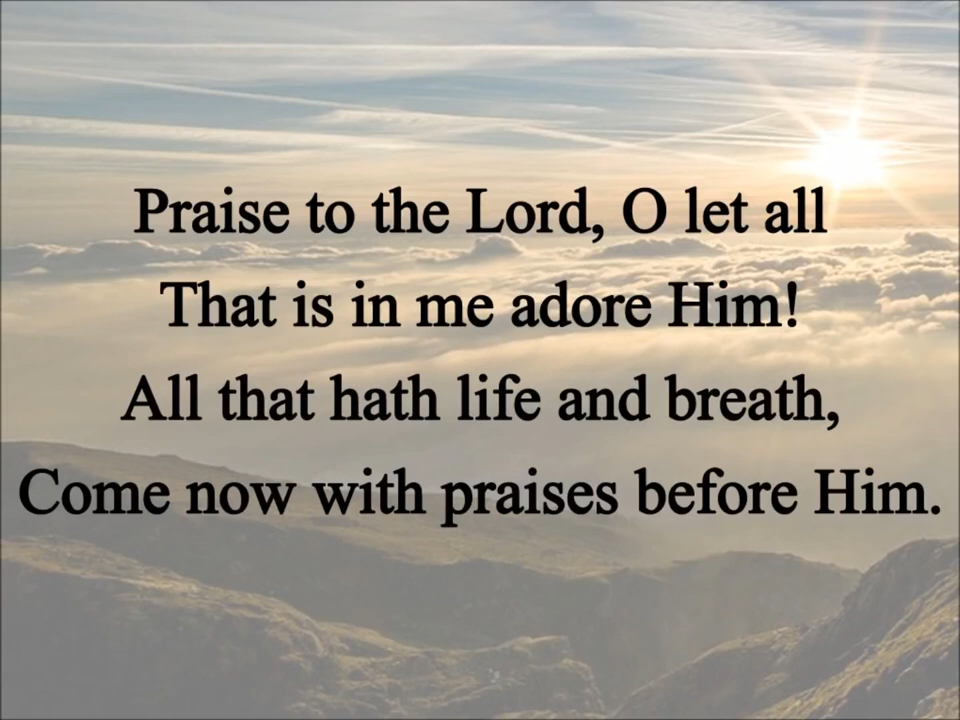 Praise to the Lord, O let all
That is in me adore Him!
All that hath life and breath,
Come now with praises before Him.